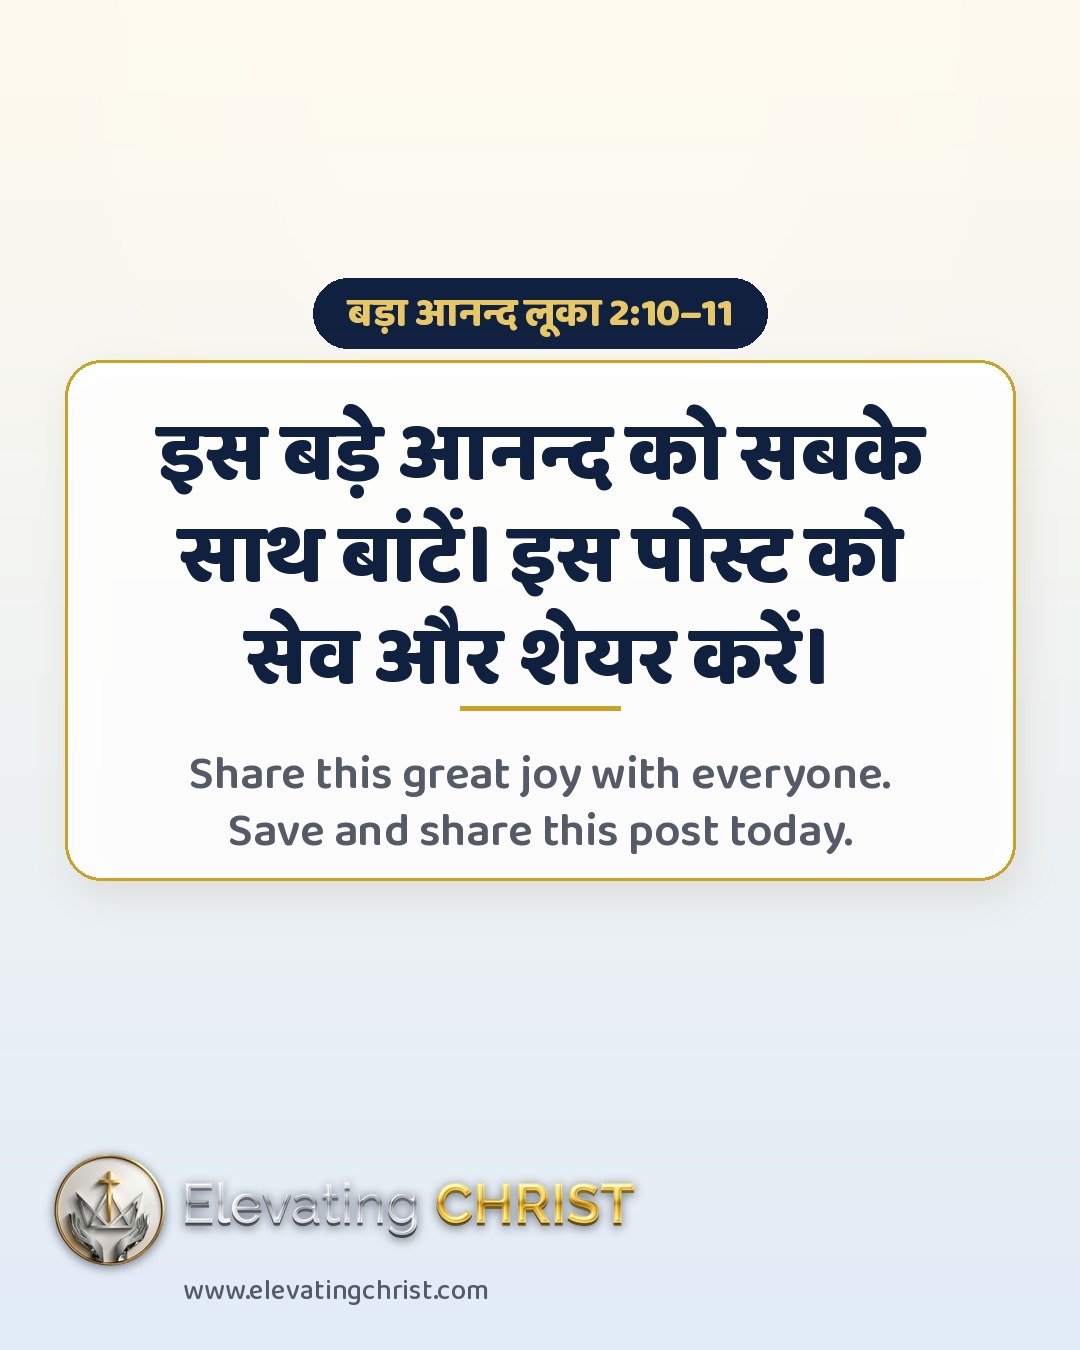 बड़ा आनन्द लूका 2:10–11
इस बड़े आनन्द को सबके
साथ बांटें। इस पोस्ट को
सेव और शेयर करें।
Share this great joy with everyone.
Save and share this post today.
Elevating CHRIST
www.elevatingchrist.com